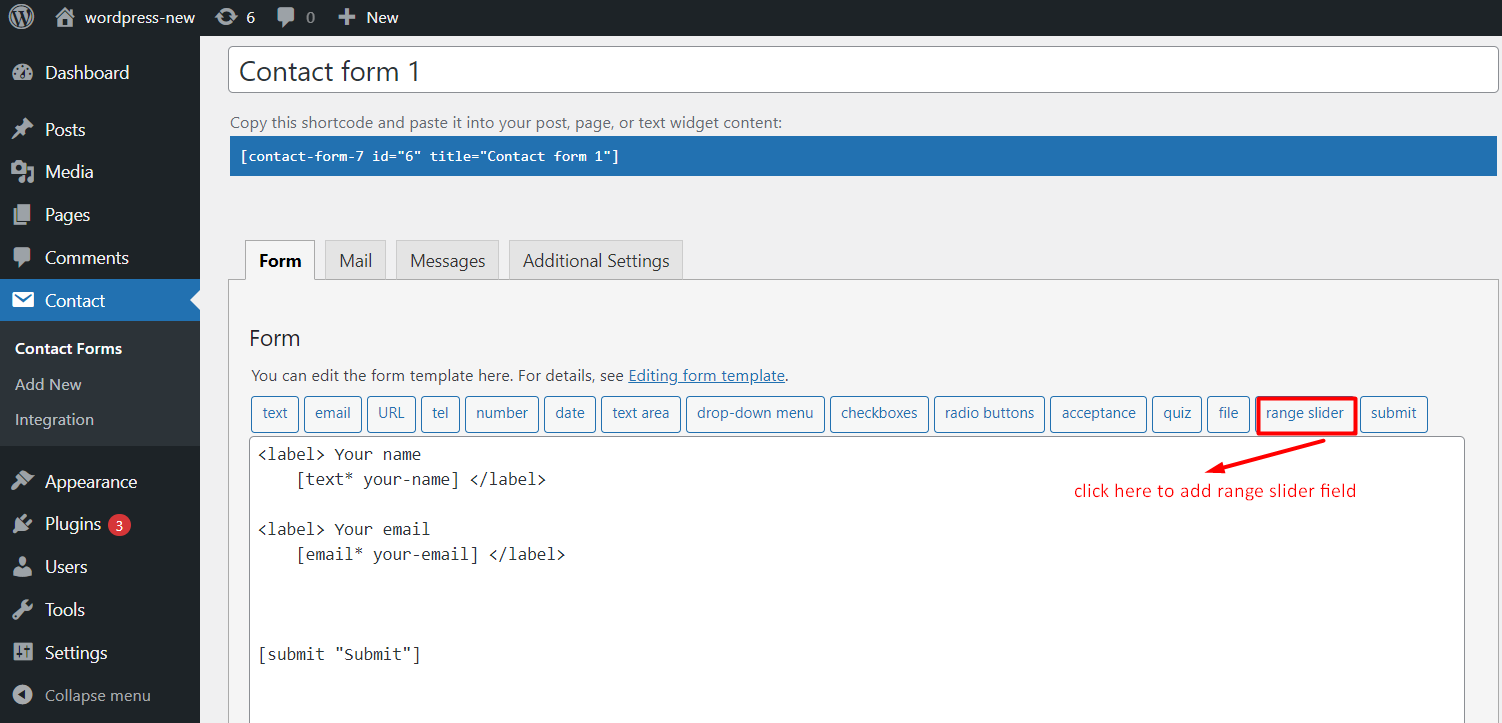 wordpress-new 6 0 New
Dashboard
Posts
Media
Pages
Comments
Contact
Contact Forms
Add New
Integration
Appearance
Plugins 3
Users
Tools
Settings
Collapse menu
Contact form 1
Copy this shortcode and paste it into your post, page, or text widget content:
[contact-form-7 id="6" title="Contact form 1"]
Form Mail Messages Additional Settings
Form
You can edit the form template here. For details, see Editing form template.
text email URL tel number date text area drop-down menu checkboxes radio buttons acceptance quiz file range slider submit
<label> Your name
[text* your-name] </label>
click here to add range slider field
<label> Your email
[email* your-email] </label>
[submit "Submit"]